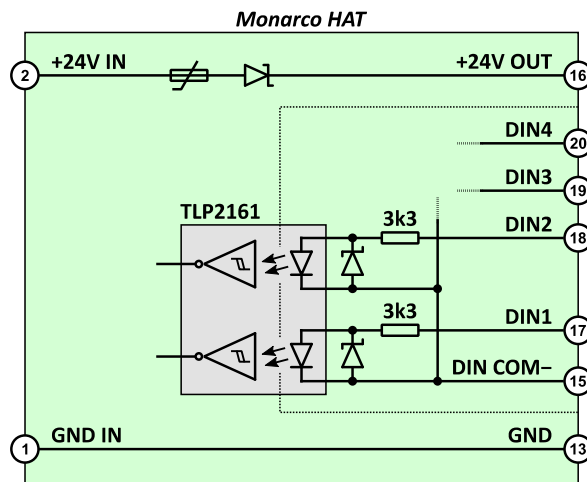 Monarco HAT
2 +24V IN +24V OUT 16
DIN4 20
DIN3 19
TLP2161 3k3 DIN2 18
3k3 DIN1 17
DIN COM− 15
1 GND IN GND 13